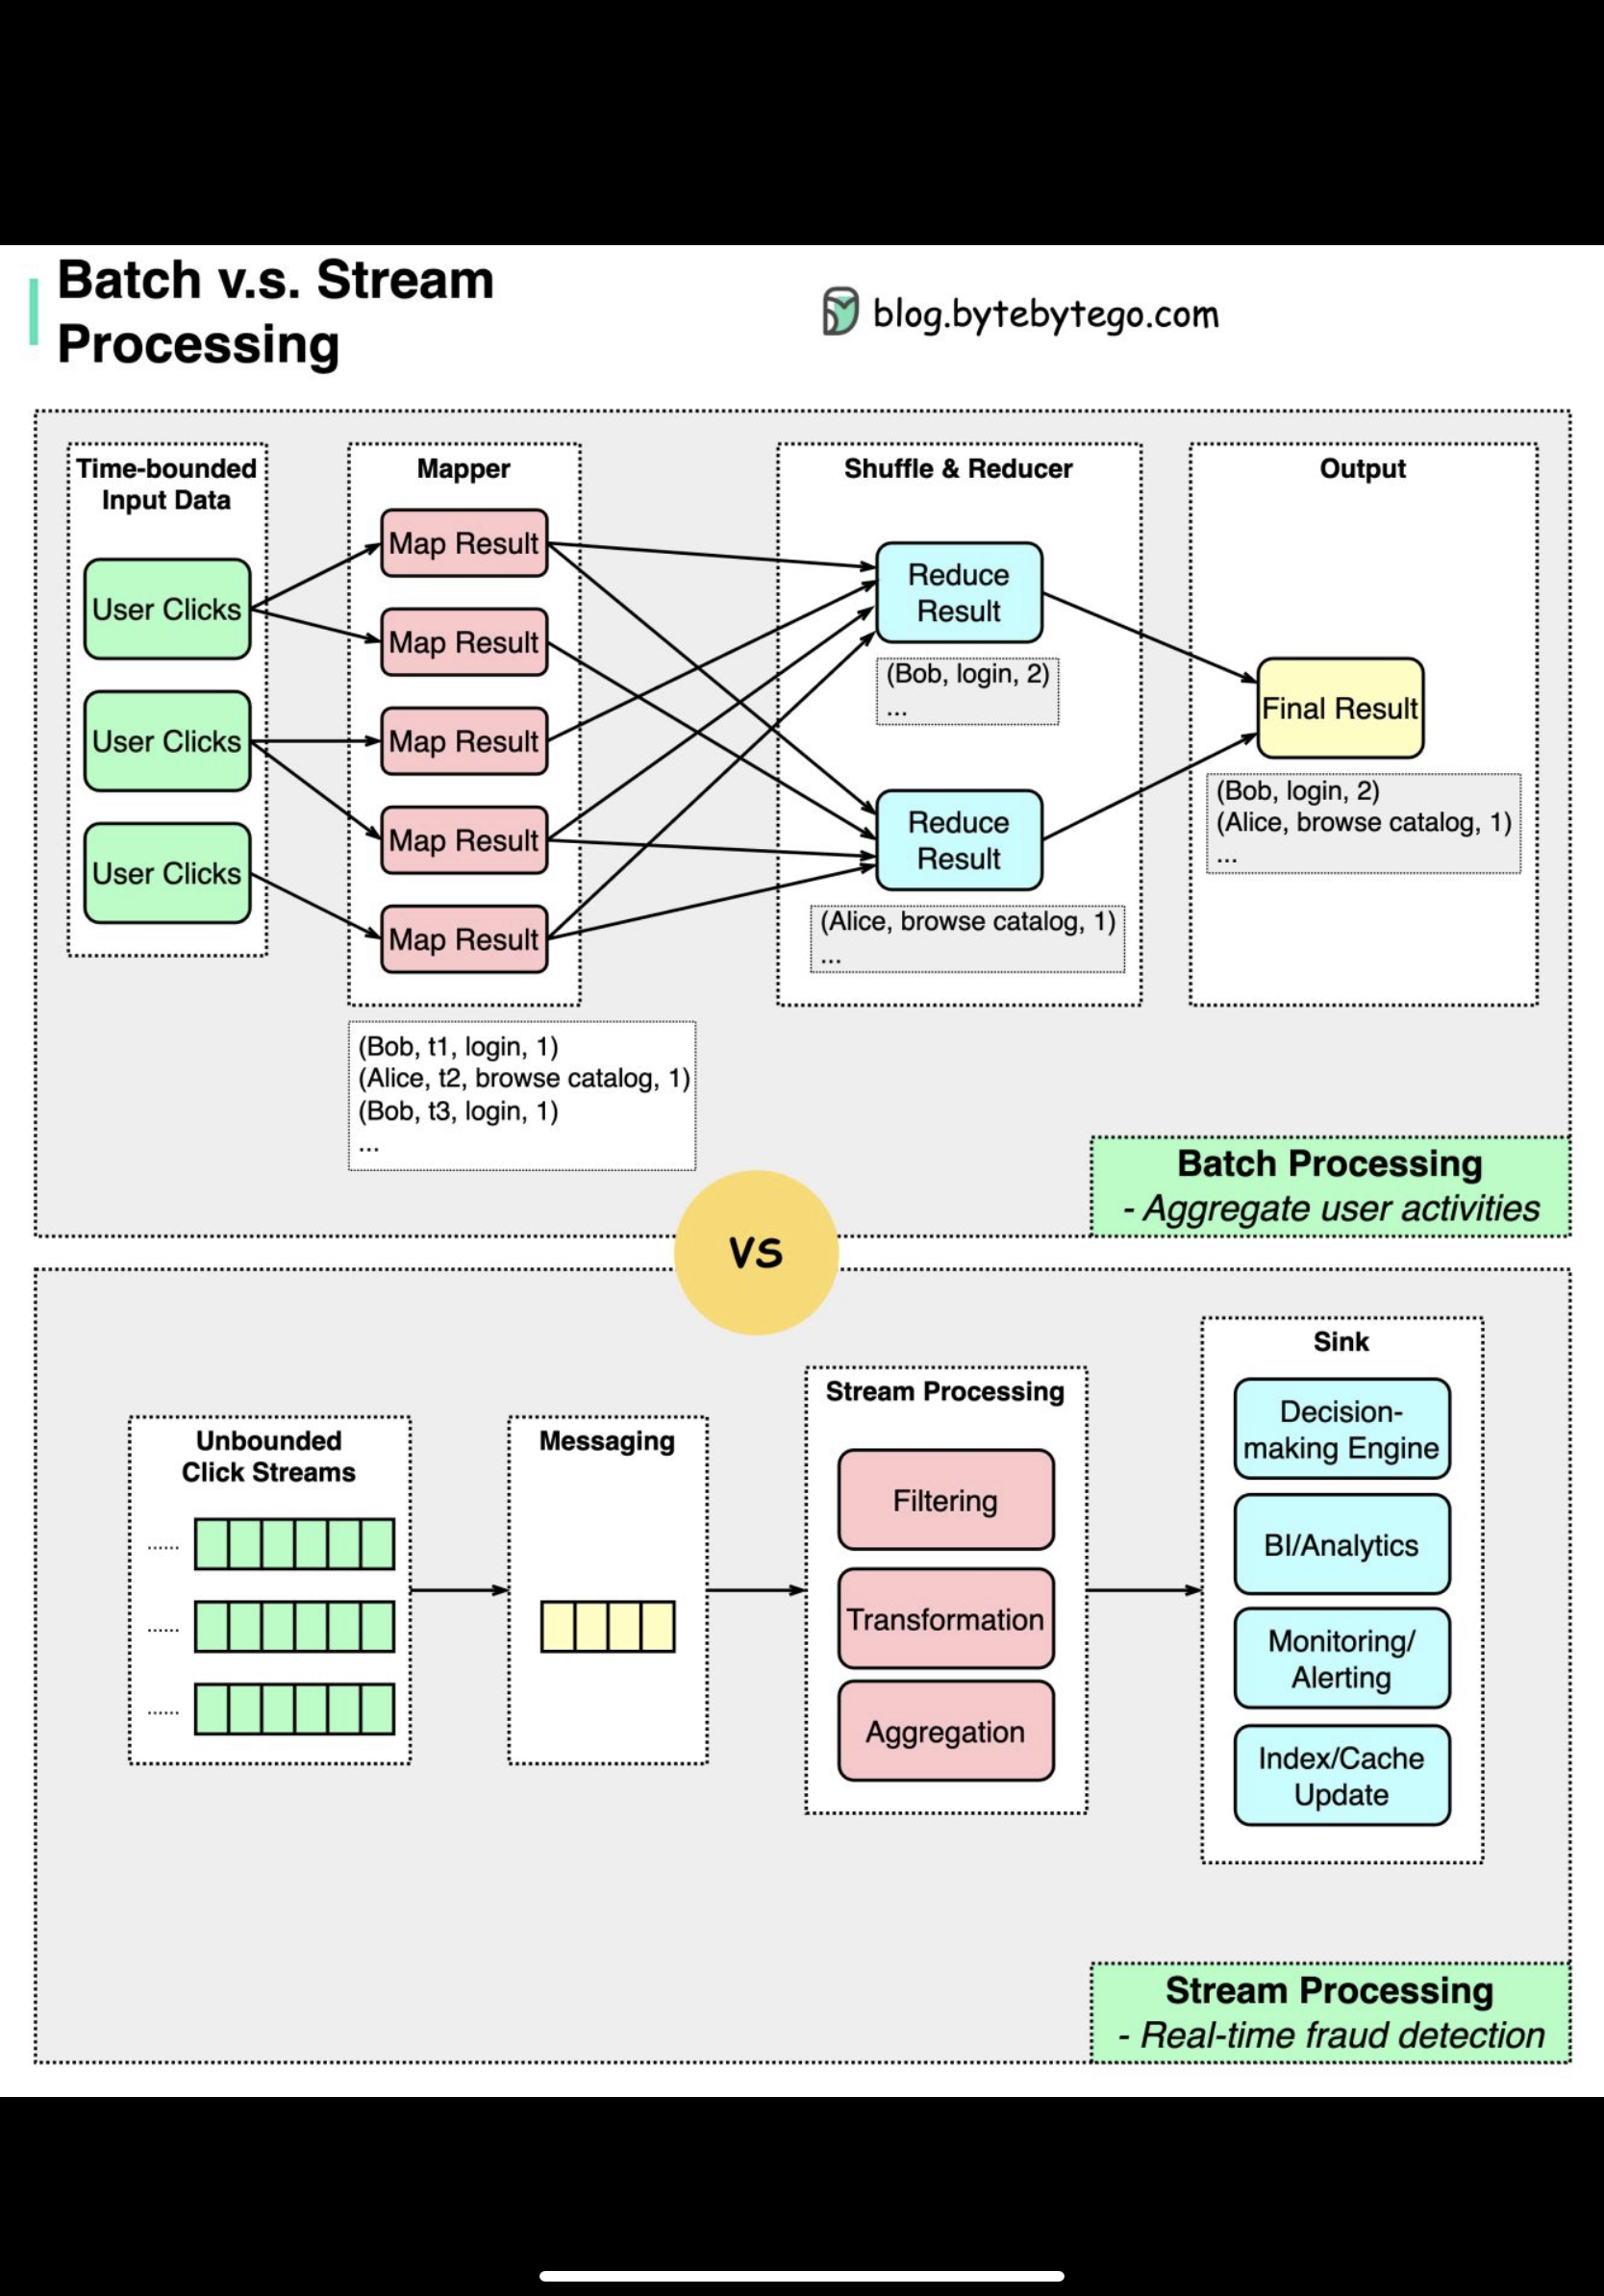 Batch v.s. Stream
Processing
blog.bytebytego.com
Time-bounded
Input Data
User Clicks
User Clicks
User Clicks
Mapper
Map Result
Map Result
Map Result
Map Result
Map Result
(Bob, t1, login, 1)
(Alice, t2, browse catalog, 1)
(Bob, t3, login, 1)
...
Shuffle & Reducer
Reduce
Result
(Bob, login, 2)
...
Reduce
Result
(Alice, browse catalog, 1)
...
Output
Final Result
(Bob, login, 2)
(Alice, browse catalog, 1)
...
Batch Processing
- Aggregate user activities
VS
Unbounded
Click Streams
......
......
......
Messaging
Stream Processing
Filtering
Transformation
Aggregation
Sink
Decision-
making Engine
BI/Analytics
Monitoring/
Alerting
Index/Cache
Update
Stream Processing
- Real-time fraud detection